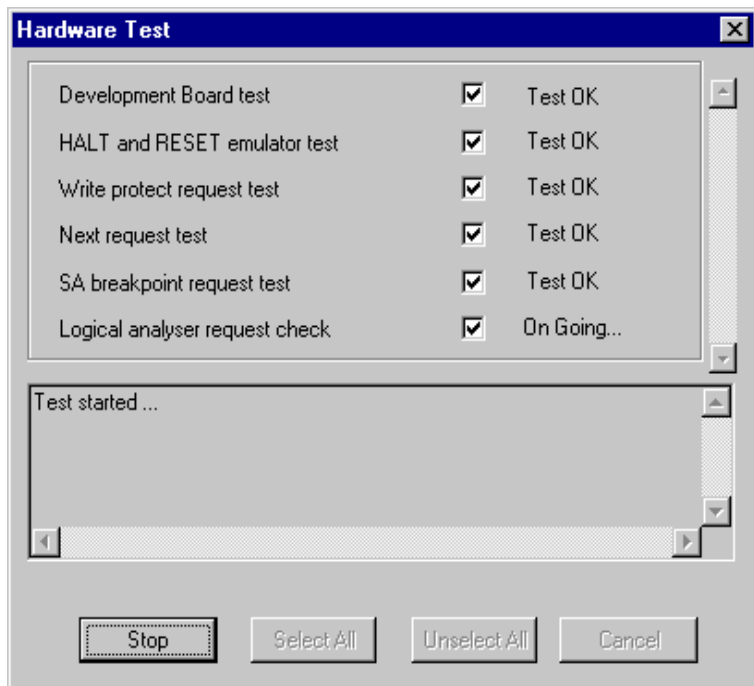 Hardware Test
Development Board test Test OK
HALT and RESET emulator test Test OK
Write protect request test Test OK
Next request test Test OK
SA breakpoint request test Test OK
Logical analyser request check On Going...
Test started ...
Stop Select All Unselect All Cancel